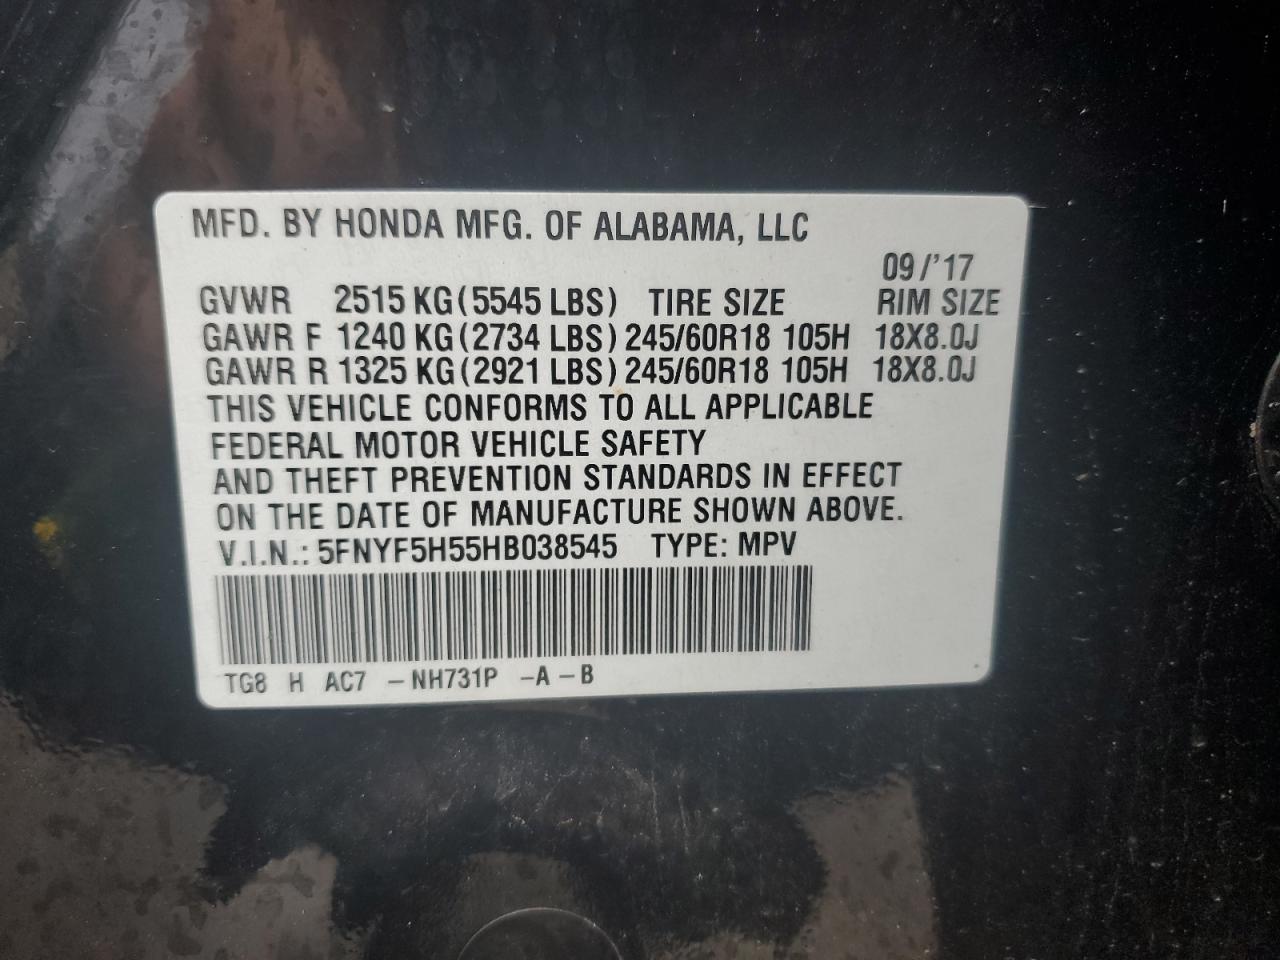 MFD. BY HONDA MFG. OF ALABAMA, LLC
09/'17
GVWR 2515 KG(5545 LBS) TIRE SIZE RIM SIZE
GAWR F 1240 KG(2734 LBS) 245/60R18 105H 18X8.0J
GAWR R 1325 KG(2921 LBS) 245/60R18 105H 18X8.0J
THIS VEHICLE CONFORMS TO ALL APPLICABLE
FEDERAL MOTOR VEHICLE SAFETY
AND THEFT PREVENTION STANDARDS IN EFFECT
ON THE DATE OF MANUFACTURE SHOWN ABOVE.
V.I.N.: 5FNYF5H55HB038545 TYPE: MPV
TG8 H AC7 -NH731P -A-B